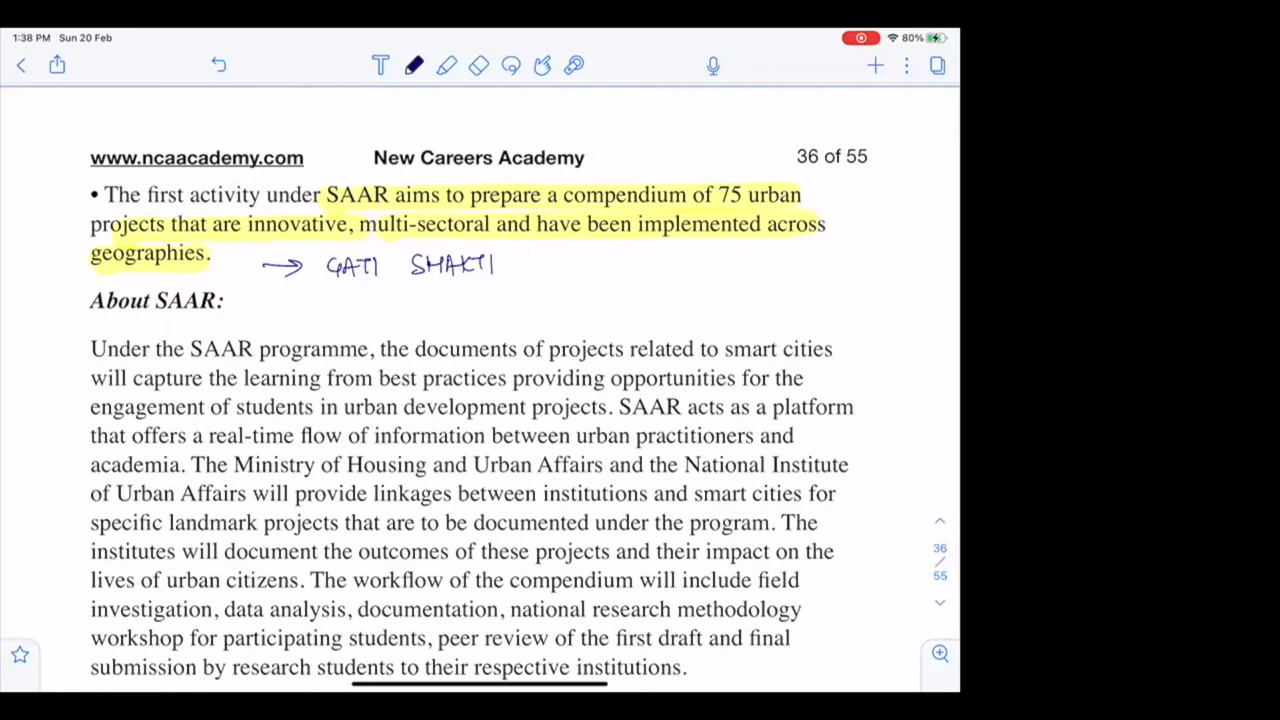 1:38 PM Sun 20 Feb 80%
www.ncaacademy.com New Careers Academy 36 of 55
• The first activity under SAAR aims to prepare a compendium of 75 urban
projects that are innovative, multi-sectoral and have been implemented across
geographies.
→ GATI SHAKTI
About SAAR:
Under the SAAR programme, the documents of projects related to smart cities
will capture the learning from best practices providing opportunities for the
engagement of students in urban development projects. SAAR acts as a platform
that offers a real-time flow of information between urban practitioners and
academia. The Ministry of Housing and Urban Affairs and the National Institute
of Urban Affairs will provide linkages between institutions and smart cities for
specific landmark projects that are to be documented under the program. The
institutes will document the outcomes of these projects and their impact on the
lives of urban citizens. The workflow of the compendium will include field
investigation, data analysis, documentation, national research methodology
workshop for participating students, peer review of the first draft and final
submission by research students to their respective institutions.
36
/
55